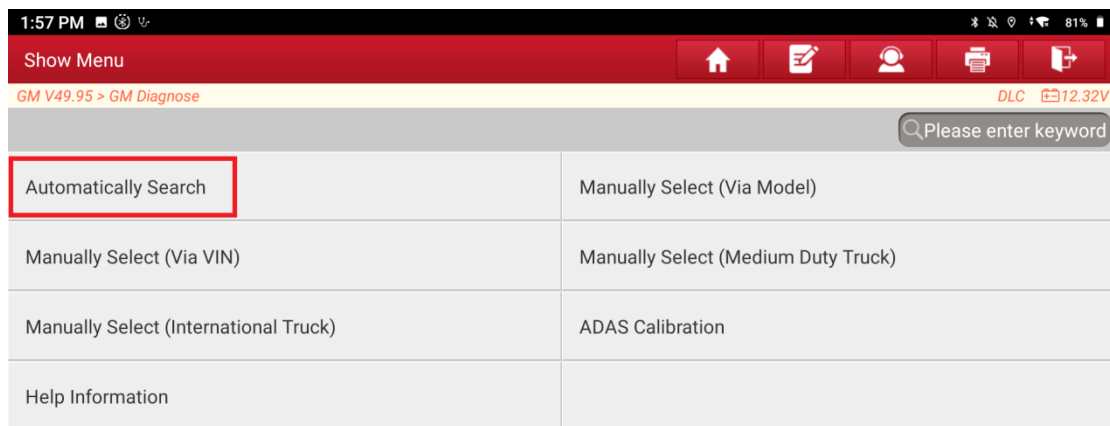 1:57 PM 81%
Show Menu
GM V49.95 > GM Diagnose DLC 12.32V
Please enter keyword
Automatically Search Manually Select (Via Model)
Manually Select (Via VIN) Manually Select (Medium Duty Truck)
Manually Select (International Truck) ADAS Calibration
Help Information